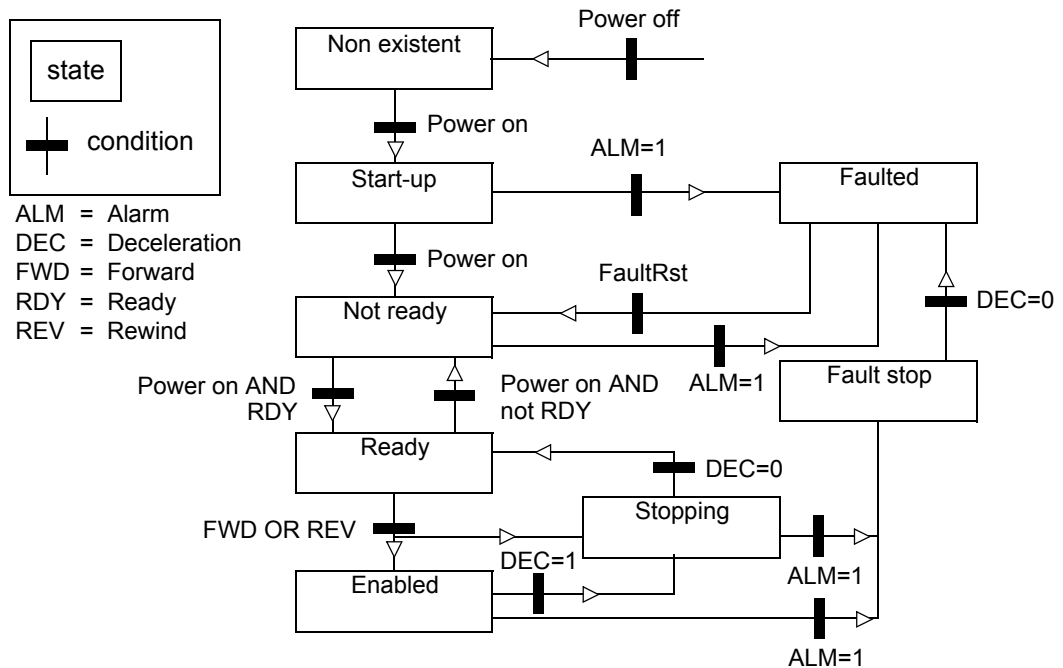 Power off
Non existent
state
condition
Power on
ALM=1
Start-up
Faulted
ALM = Alarm
DEC = Deceleration
FWD = Forward
RDY = Ready
REV = Rewind
Power on
FaultRst
DEC=0
Not ready
ALM=1
Fault stop
Power on AND
RDY
Power on AND
not RDY
Ready
DEC=0
Stopping
FWD OR REV
DEC=1
ALM=1
Enabled
ALM=1